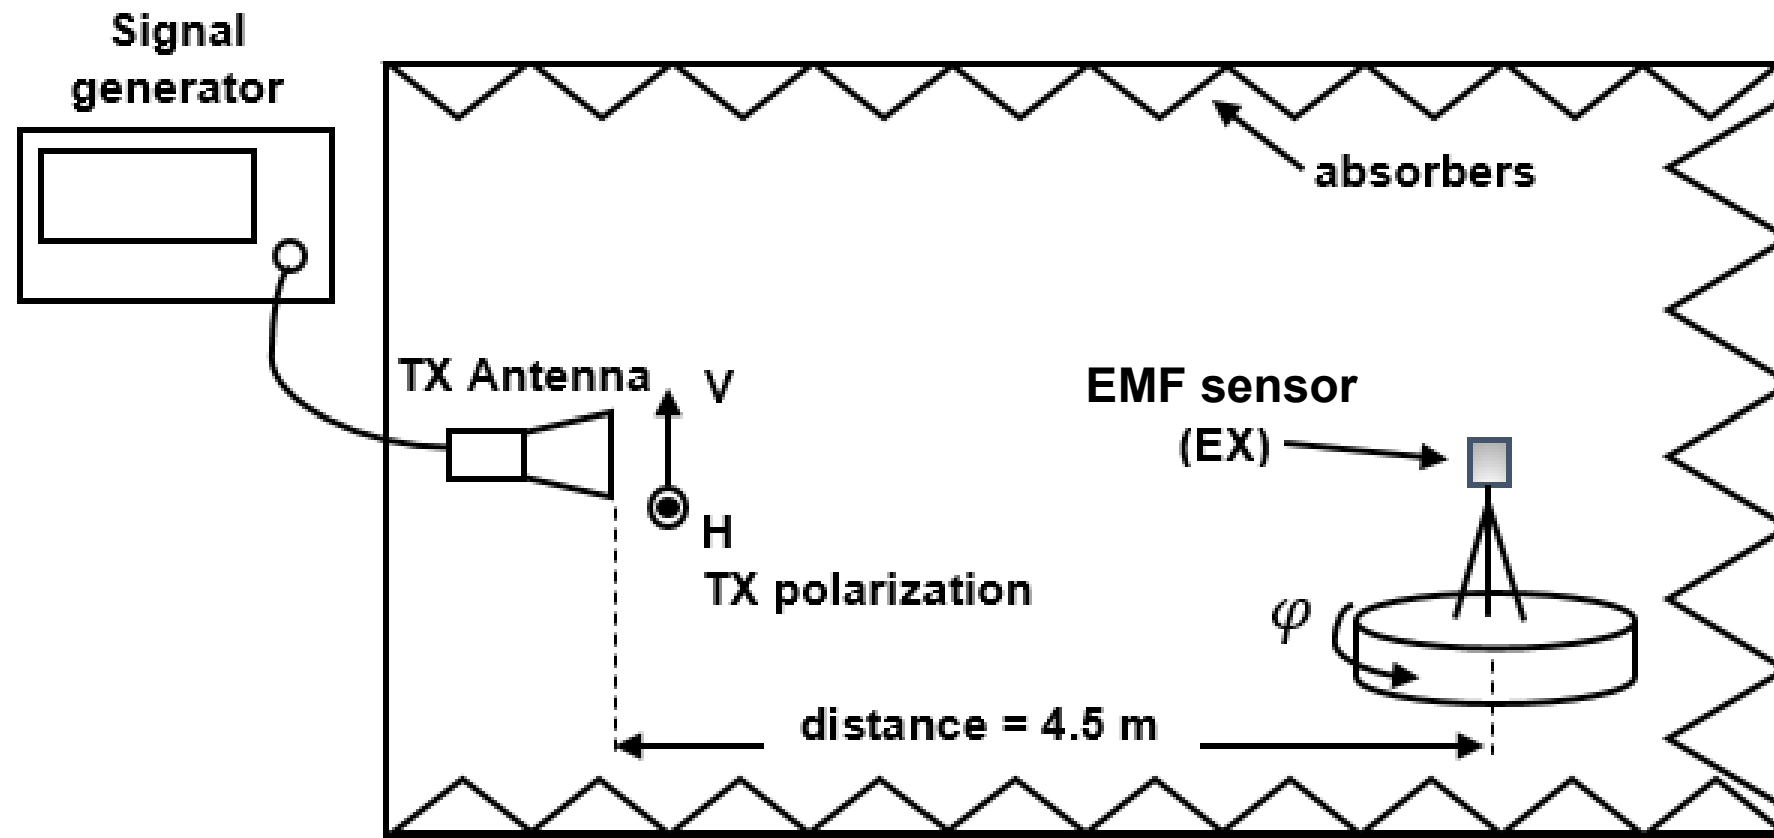 Signal
generator
absorbers
TX Antenna
V
EMF sensor
(EX)
H
TX polarization
φ
distance = 4.5 m